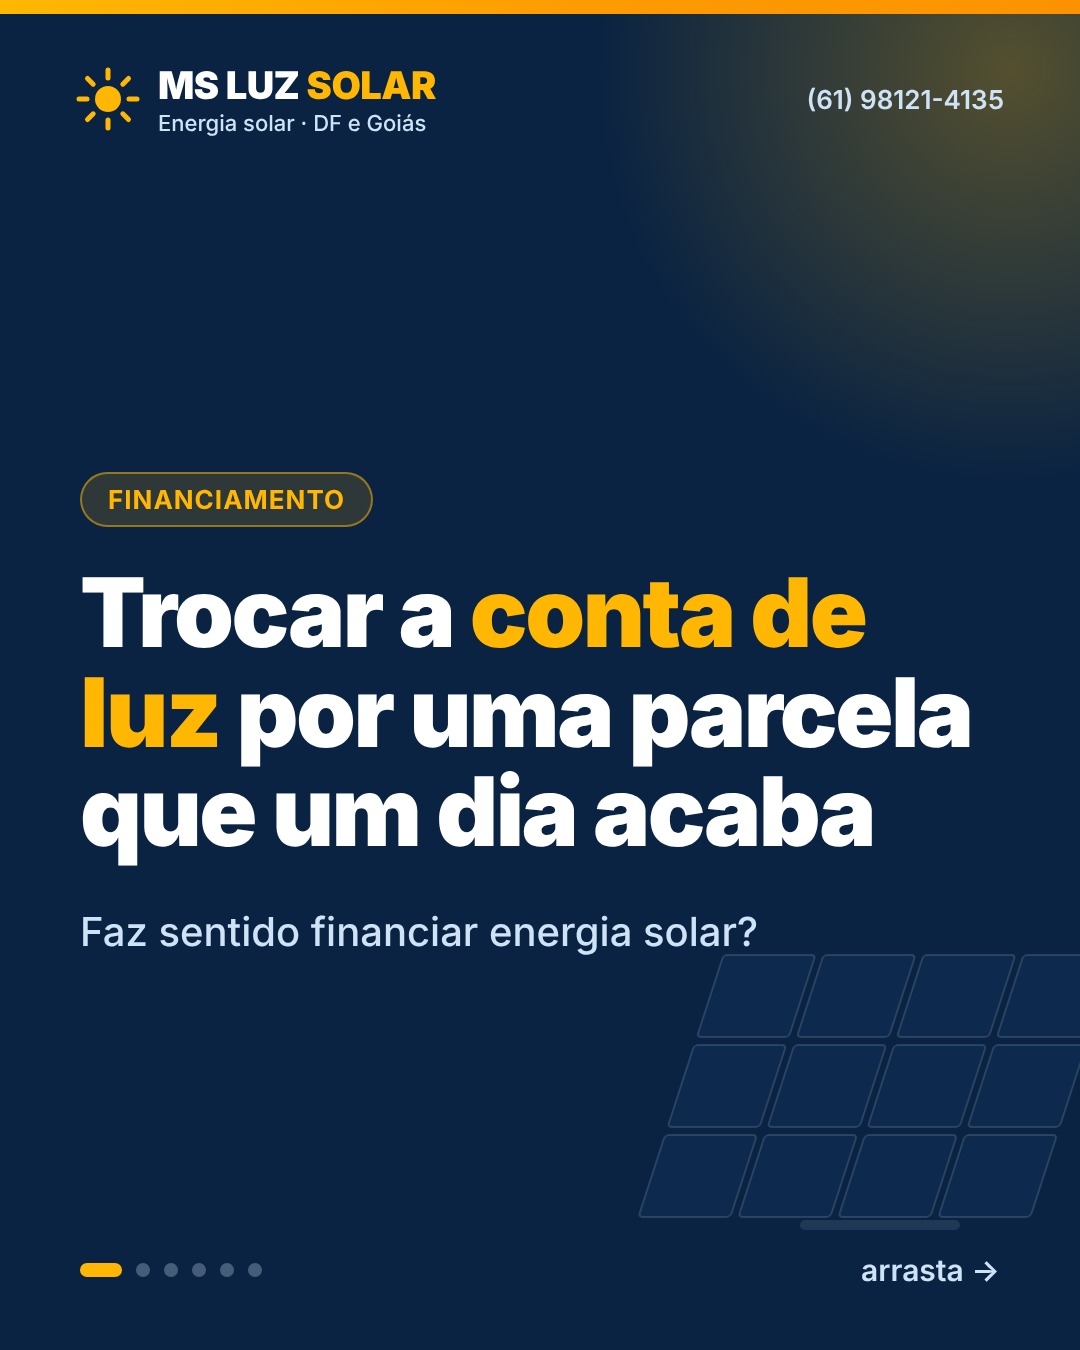 MS LUZ SOLAR
Energia solar · DF e Goiás
(61) 98121-4135
FINANCIAMENTO
Trocar a conta de
luz por uma parcela
que um dia acaba
Faz sentido financiar energia solar?
arrasta →